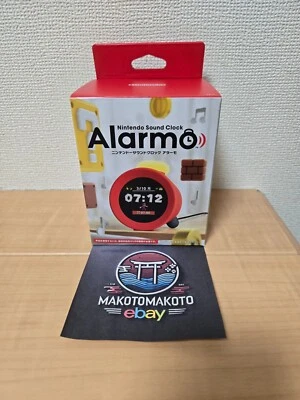 Nintendo Sound Clock
Alarmo
ニンテンドーサウンドクロック アラーモ
07:12
MAKOTOMAKOTO
ebay